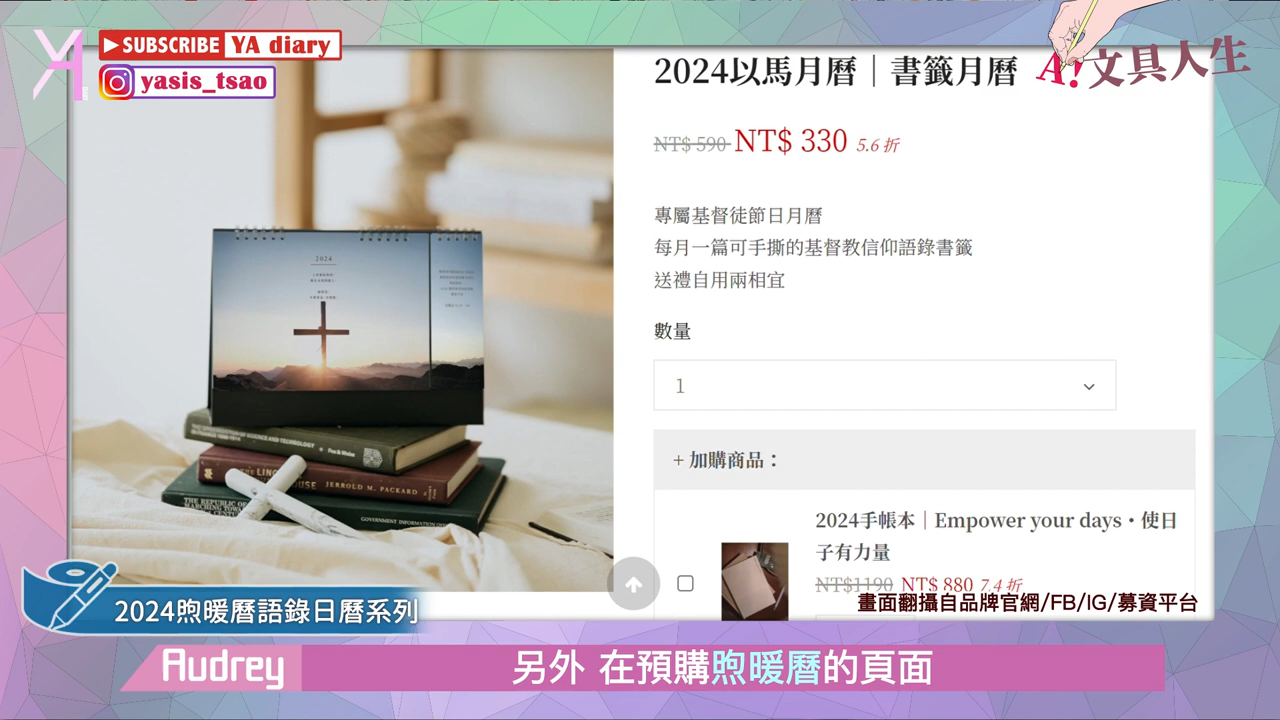 YA
SUBSCRIBE YA diary
yasis_tsao
A!文具人生
2024以馬月曆｜書籤月曆
NT$ 590 NT$ 330 5.6 折
專屬基督徒節日月曆
每月一篇可手撕的基督教信仰語錄書籤
送禮自用兩相宜
數量
1
+ 加購商品：
2024手帳本｜Empower your days・使日
子有力量
NT$1190 NT$ 880 7.4 折
畫面翻攝自品牌官網/FB/IG/募資平台
2024
JERROLD M. PACKARD
GOVERNMENT INFORMATION
2024煦暖曆語錄日曆系列
Audrey
另外 在預購煦暖曆的頁面